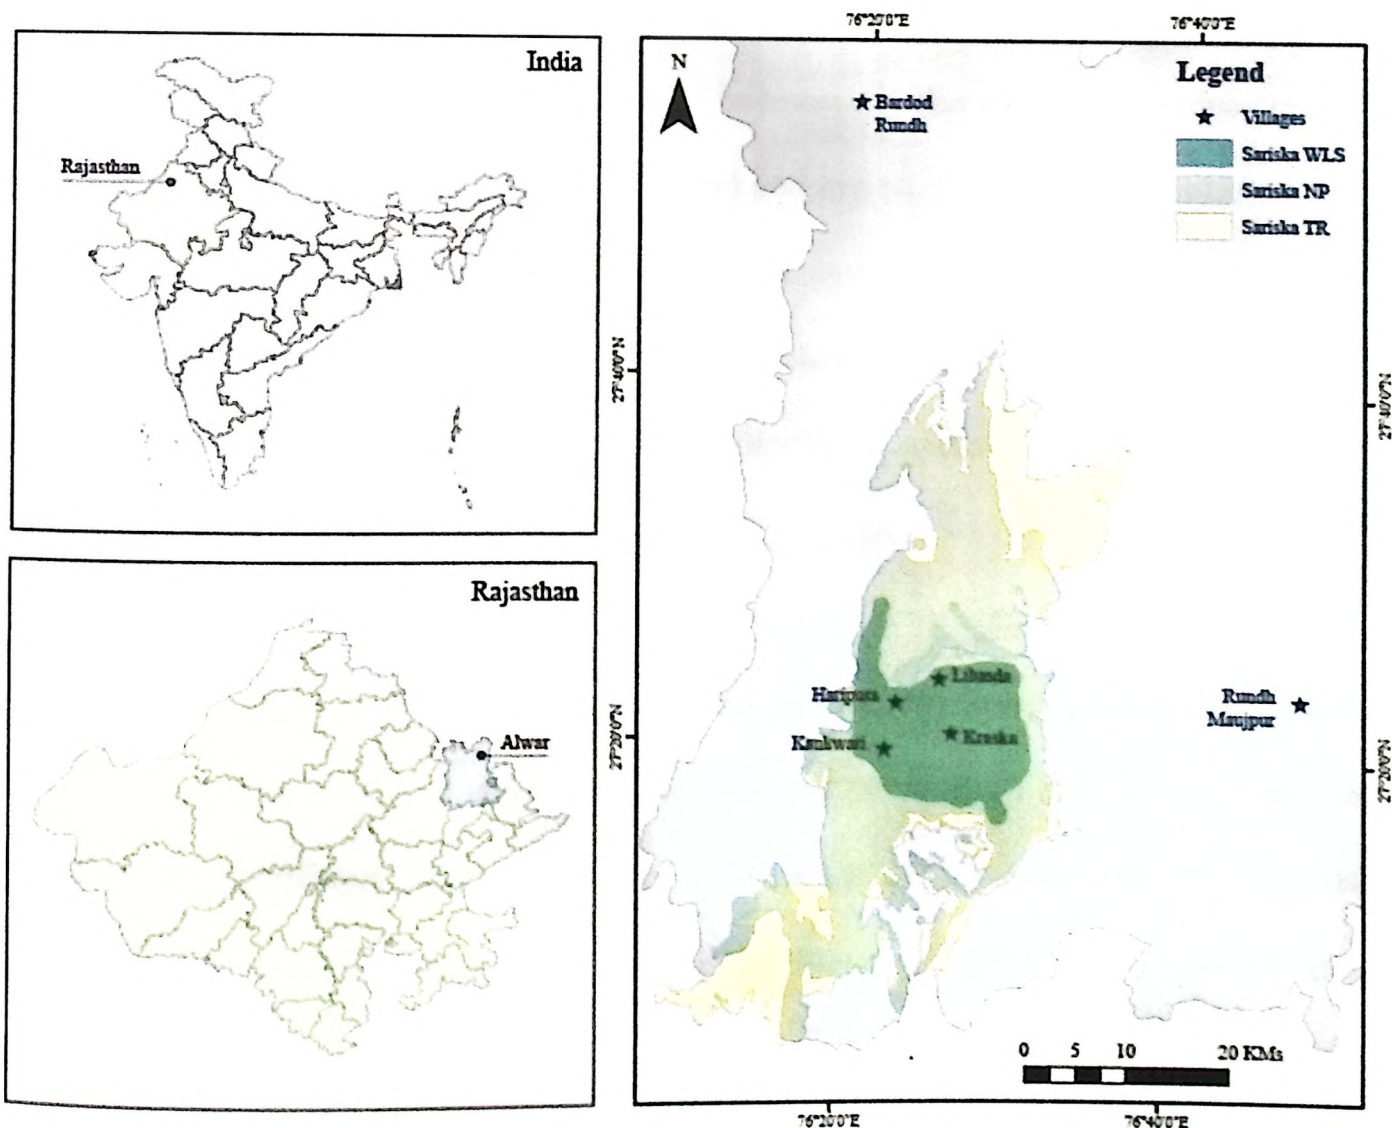 India
Rajasthan
Rajasthan
Alwar
76°20'0"E
76°40'0"E
N
Legend
Villages
Sariska WLS
Sariska NP
Sariska TR
Bardod
Rundh
27°40'0"N
27°40'0"N
Lilunda
Haripura
Kankwari
Kraska
Rundh
Maujpur
27°20'0"N
27°20'0"N
0 5 10 20 KMs
76°20'0"E
76°40'0"E